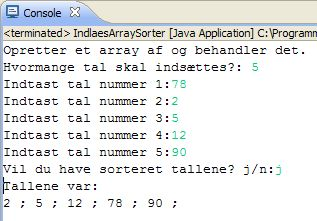 Console
<terminated> IndlaesArraySorter [Java Application] C:\Programm
Opretter et array af og behandler det.
Hvormange tal skal indsættes?: 5
Indtast tal nummer 1:78
Indtast tal nummer 2:2
Indtast tal nummer 3:5
Indtast tal nummer 4:12
Indtast tal nummer 5:90
Vil du have sorteret tallene? j/n:j
Tallene var:
2 ; 5 ; 12 ; 78 ; 90 ;